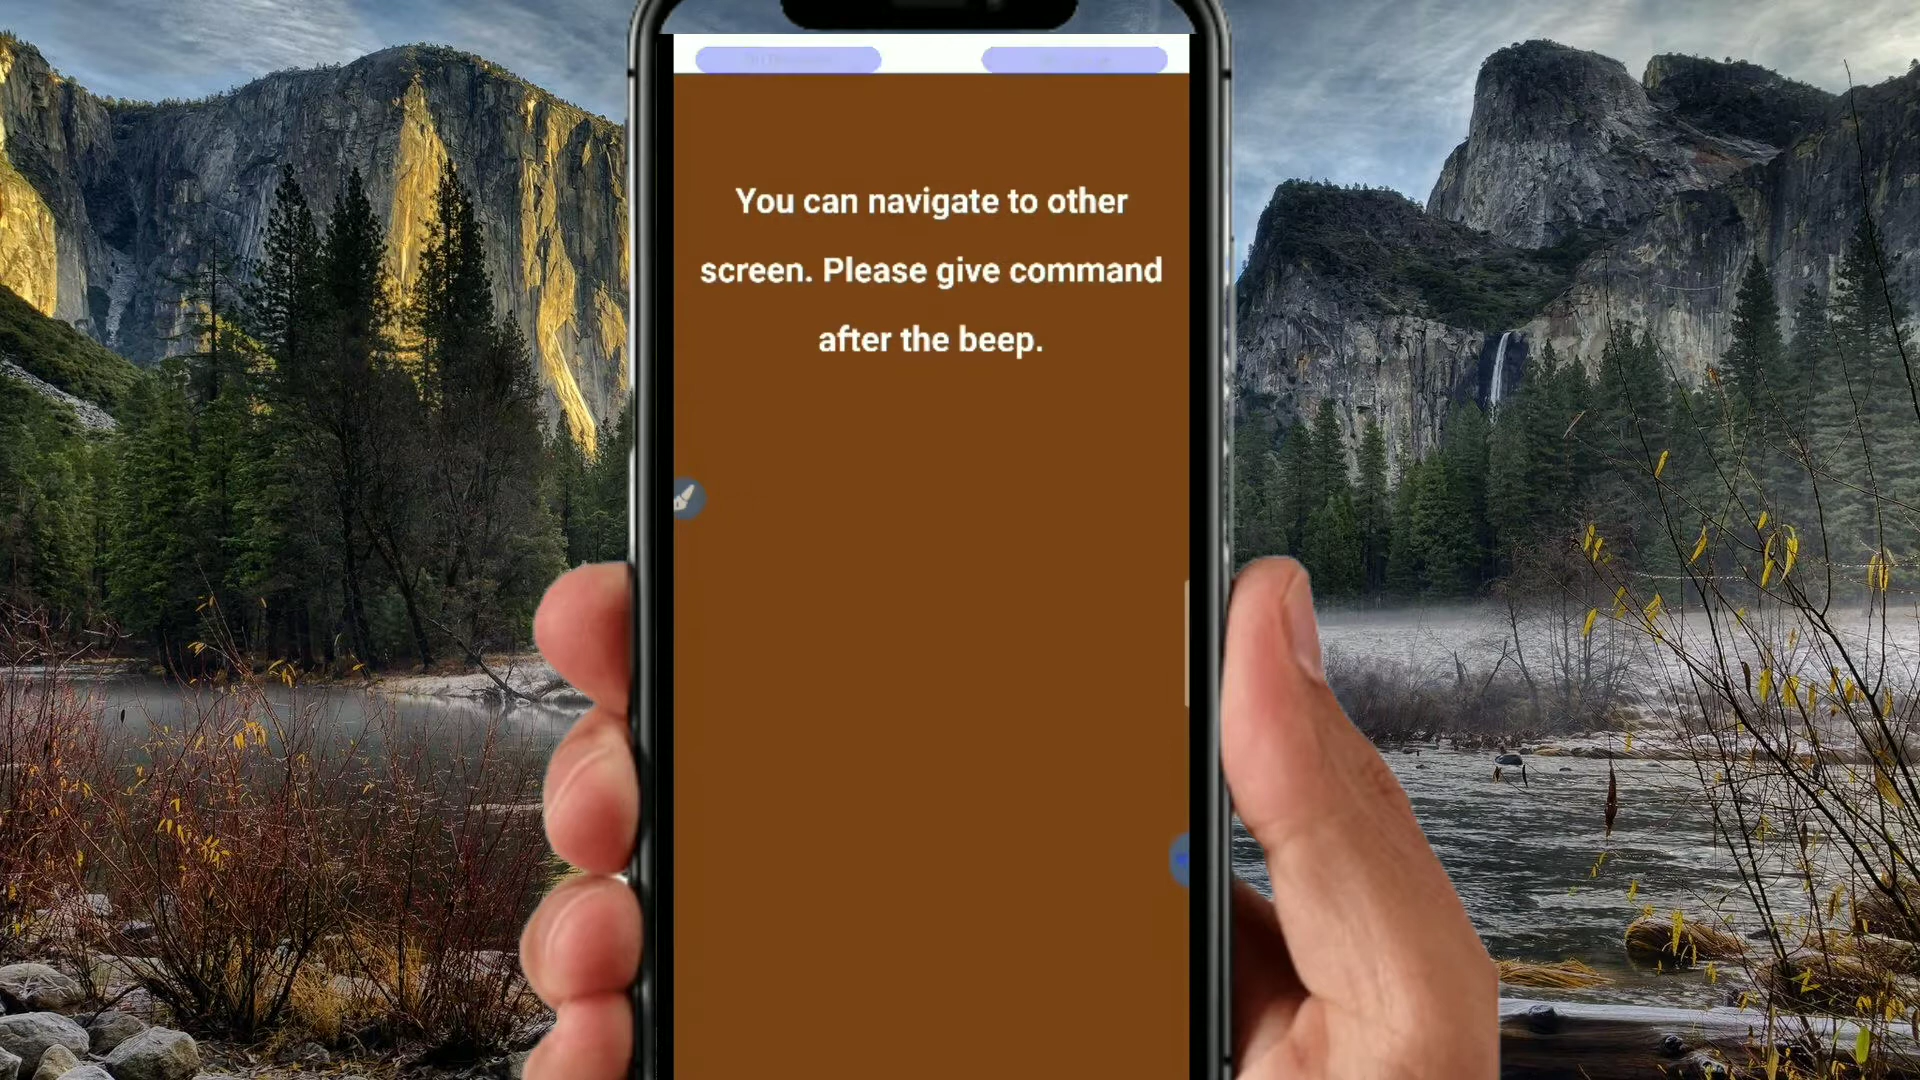 You can navigate to other
screen. Please give command
after the beep.